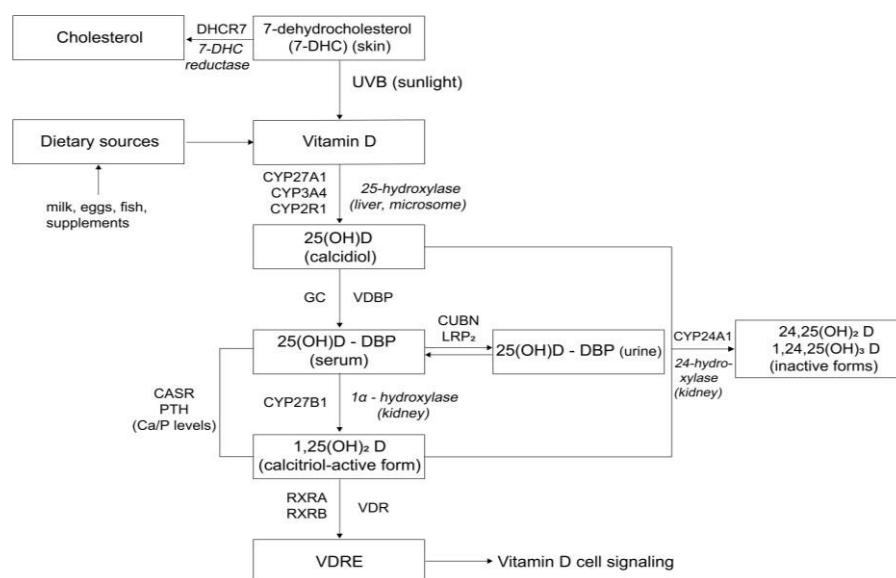 Cholesterol
DHCR7
7-DHC
reductase
7-dehydrocholesterol
(7-DHC) (skin)
UVB (sunlight)
Dietary sources
Vitamin D
milk, eggs, fish,
supplements
CYP27A1
CYP3A4
CYP2R1
25-hydroxylase
(liver, microsome)
25(OH)D
(calcidiol)
GC
VDBP
25(OH)D - DBP
(serum)
CUBN
LRP₂
25(OH)D - DBP (urine)
CYP24A1
24-hydro-
xylase
(kidney)
24,25(OH)₂ D
1,24,25(OH)₃ D
(inactive forms)
CASR
PTH
(Ca/P levels)
CYP27B1
1α - hydroxylase
(kidney)
1,25(OH)₂ D
(calcitriol-active form)
RXRA
RXRB
VDR
VDRE
Vitamin D cell signaling